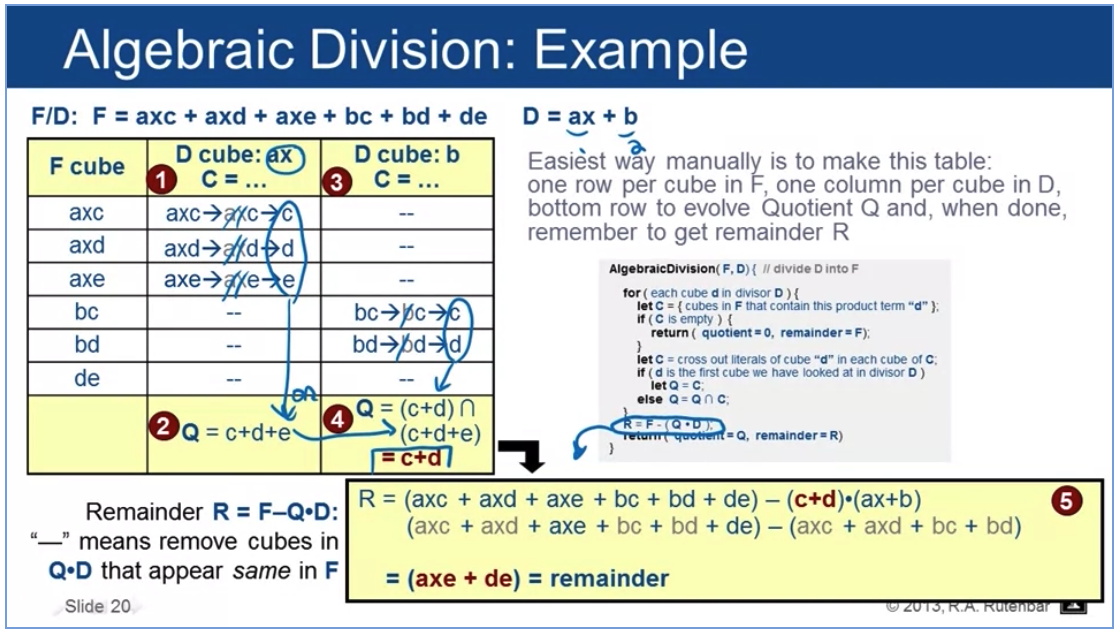 Algebraic Division: Example
F/D: F = axc + axd + axe + bc + bd + de D = ax + b
F cube
D cube: ax
1 C = ...
D cube: b
3 C = ...
axc axc→axc→c --
axd axd→axd→d --
axe axe→axe→e --
bc -- bc→bc→c
bd -- bd→bd→d
de -- --
2 Q = c+d+e
4 Q = (c+d) ∩
(c+d+e)
= c+d
2
Easiest way manually is to make this table:
one row per cube in F, one column per cube in D,
bottom row to evolve Quotient Q and, when done,
remember to get remainder R
AlgebraicDivision( F, D) { // divide D into F
for ( each cube d in divisor D ) {
let C = { cubes in F that contain this product term “d” };
if ( C is empty ) {
return ( quotient = 0, remainder = F);
}
let C = cross out literals of cube “d” in each cube of C;
if ( d is the first cube we have looked at in divisor D )
let Q = C;
else Q = Q ∩ C;
}
R = F - ( Q • D );
return ( quotient = Q, remainder = R)
}
Remainder R = F–Q•D:
“—” means remove cubes in
Q•D that appear same in F
R = (axc + axd + axe + bc + bd + de) – (c+d)•(ax+b) 5
(axc + axd + axe + bc + bd + de) – (axc + axd + bc + bd)
= (axe + de) = remainder
Slide 20
© 2013, R.A. Rutenbar